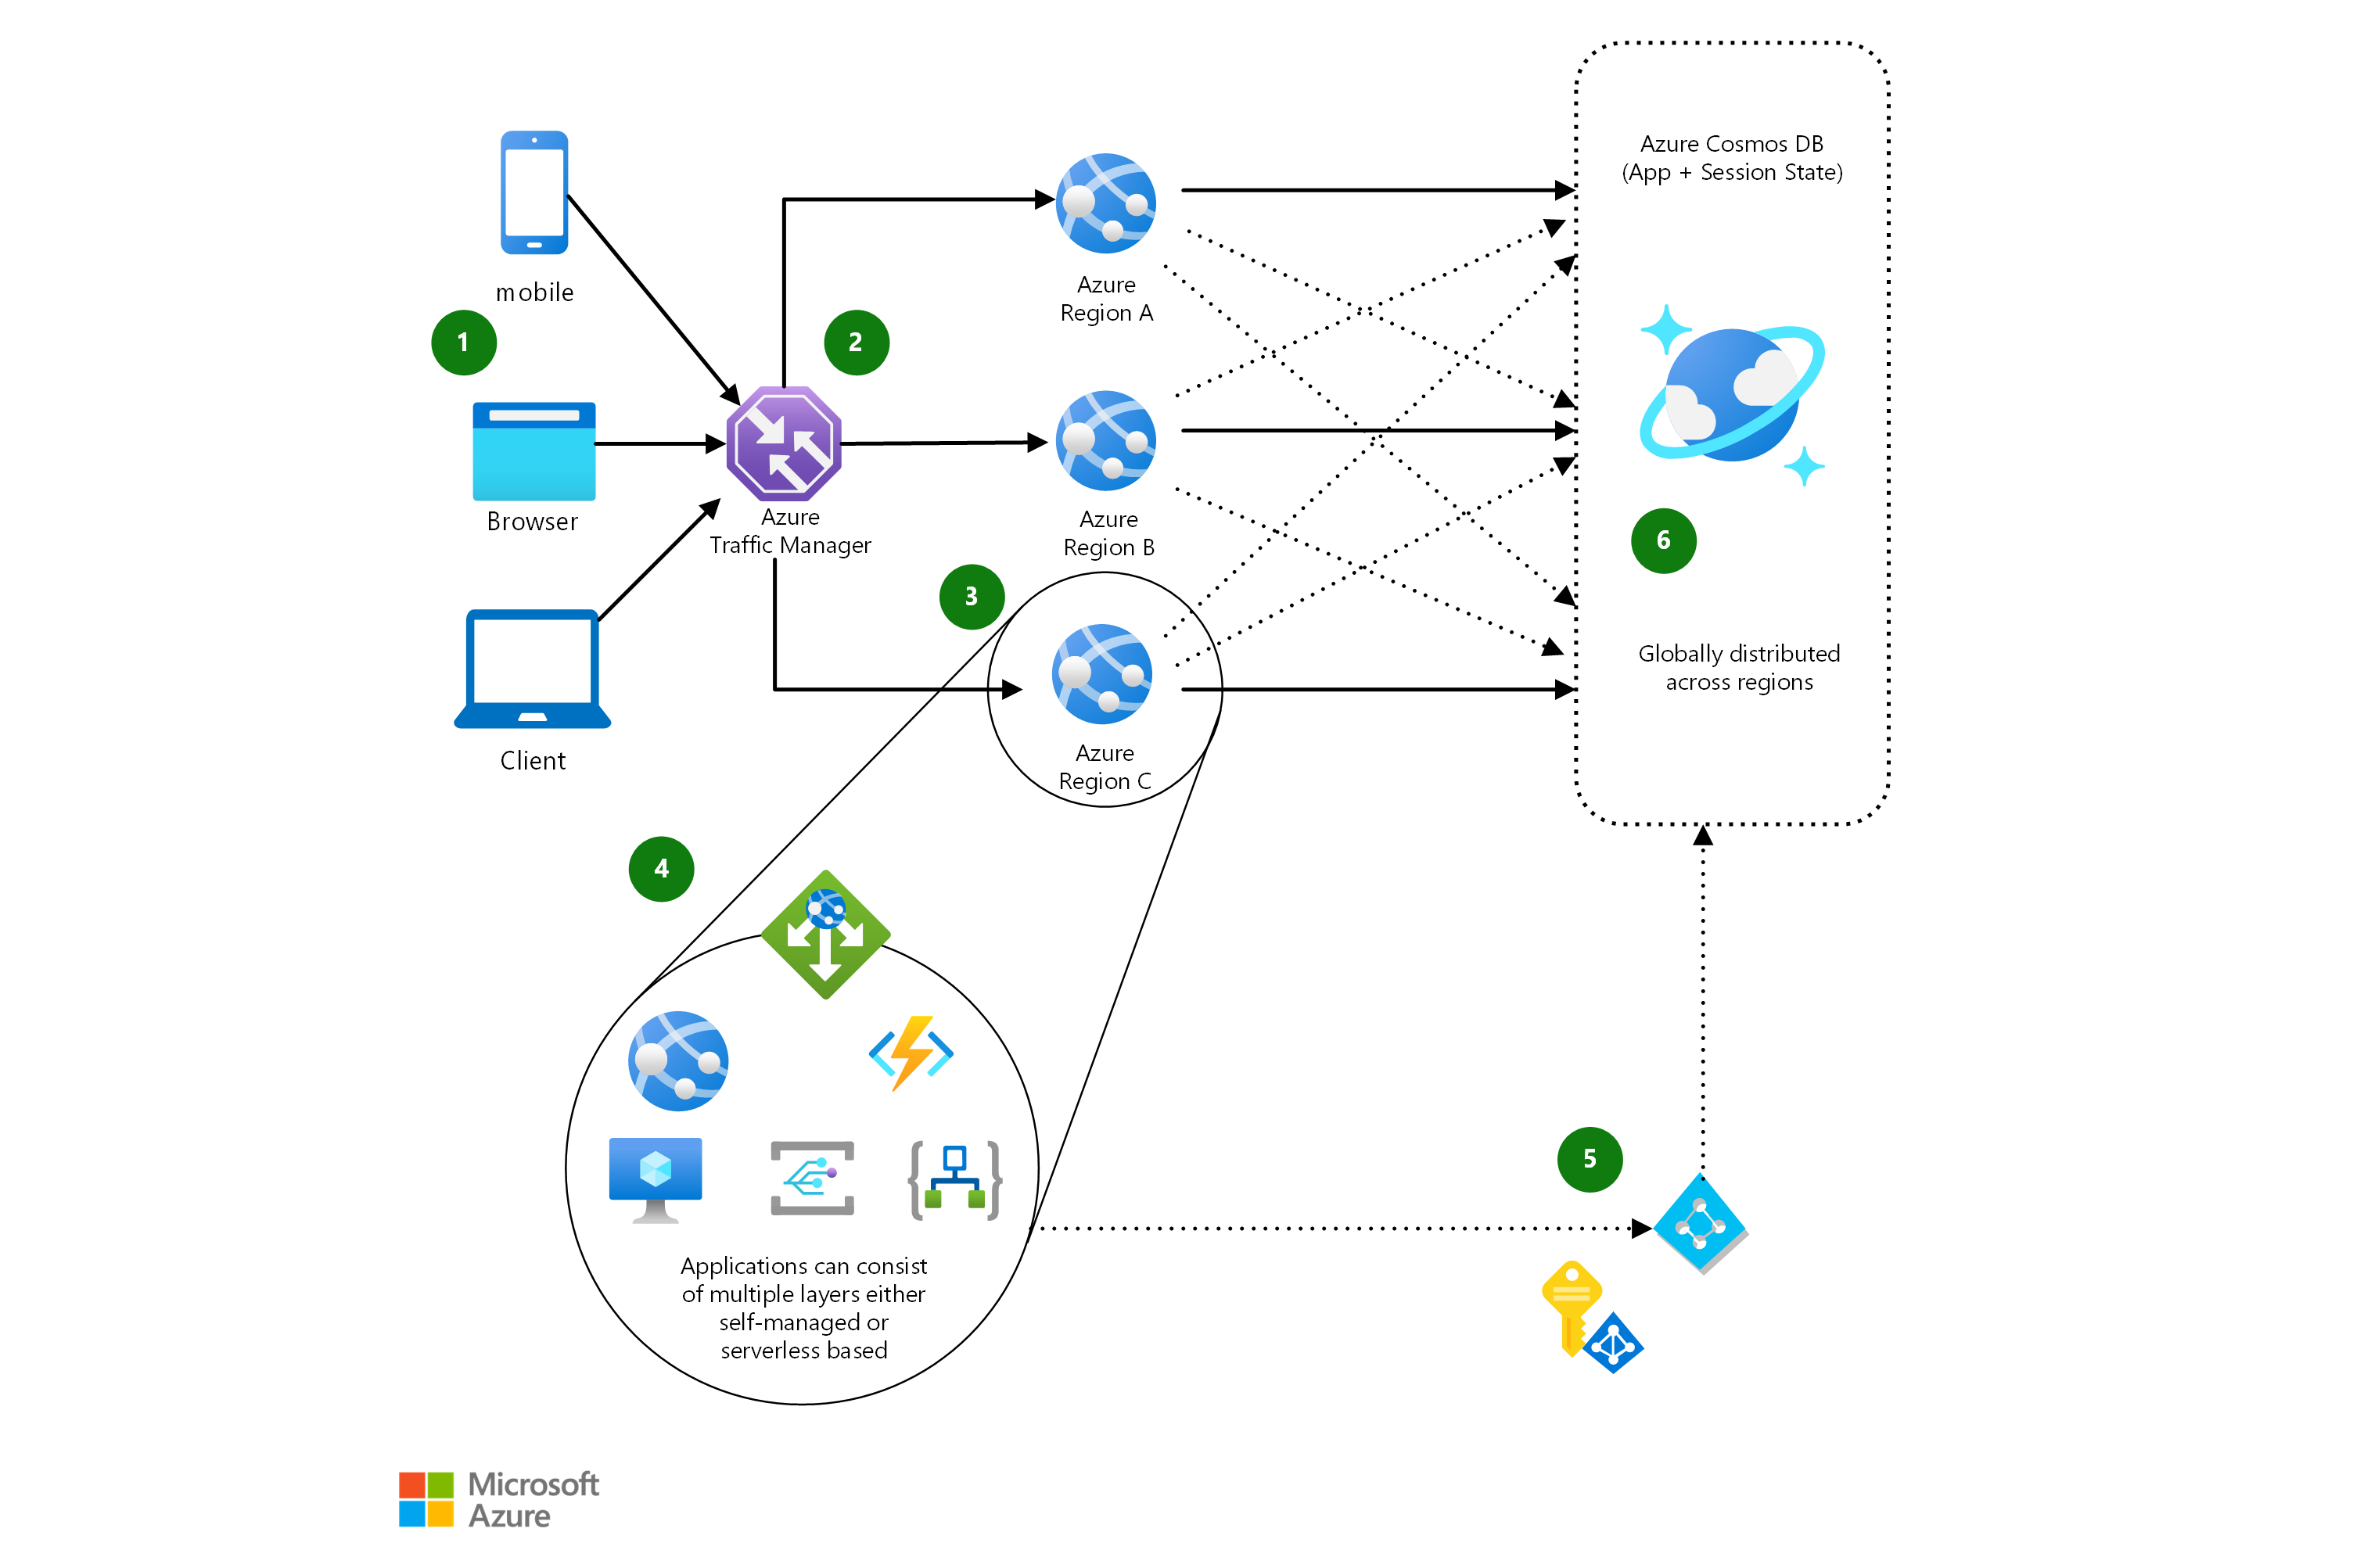 mobile
1
Browser
Client
Azure
Traffic Manager
2
Azure
Region A
Azure
Region B
3
Azure
Region C
Azure Cosmos DB
(App + Session State)
6
Globally distributed
across regions
4
Applications can consist
of multiple layers either
self-managed or
serverless based
5
Microsoft
Azure